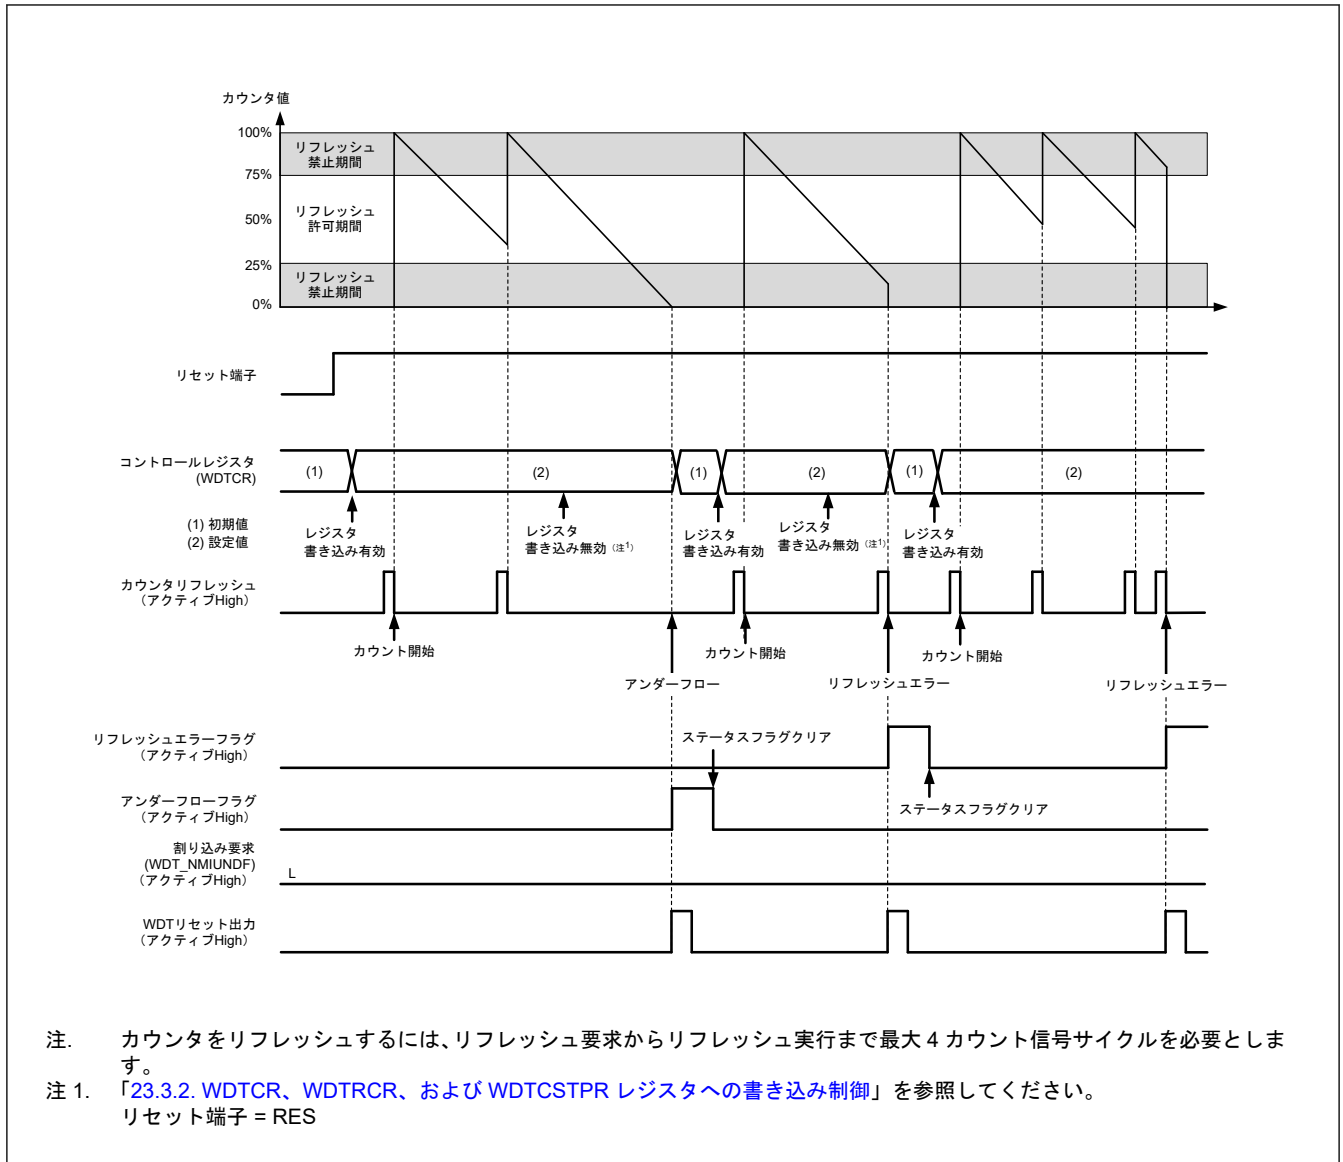 カウンタ値
100%
リフレッシュ
禁止期間
75%
リフレッシュ
許可期間
50%
25%
リフレッシュ
禁止期間
0%
リセット端子
コントロールレジスタ
(WDTCR)
(1)
(2)
(1)
(2)
(1)
(2)
(1) 初期値
(2) 設定値
レジスタ
書き込み有効
レジスタ
書き込み無効（注1）
レジスタ
書き込み有効
レジスタ
書き込み無効（注1）
レジスタ
書き込み有効
カウンタリフレッシュ
（アクティブHigh）
カウント開始
カウント開始
カウント開始
アンダーフロー
リフレッシュエラー
リフレッシュエラー
リフレッシュエラーフラグ
（アクティブHigh）
ステータスフラグクリア
アンダーフローフラグ
（アクティブHigh）
ステータスフラグクリア
割り込み要求
(WDT_NMIUNDF)
（アクティブHigh）
L
WDTリセット出力
（アクティブHigh）
注. カウンタをリフレッシュするには、リフレッシュ要求からリフレッシュ実行まで最大 4 カウント信号サイクルを必要としま
す。
注 1. 「23.3.2. WDTCR、WDTRCR、および WDTCSTPR レジスタへの書き込み制御」を参照してください。
リセット端子 = RES